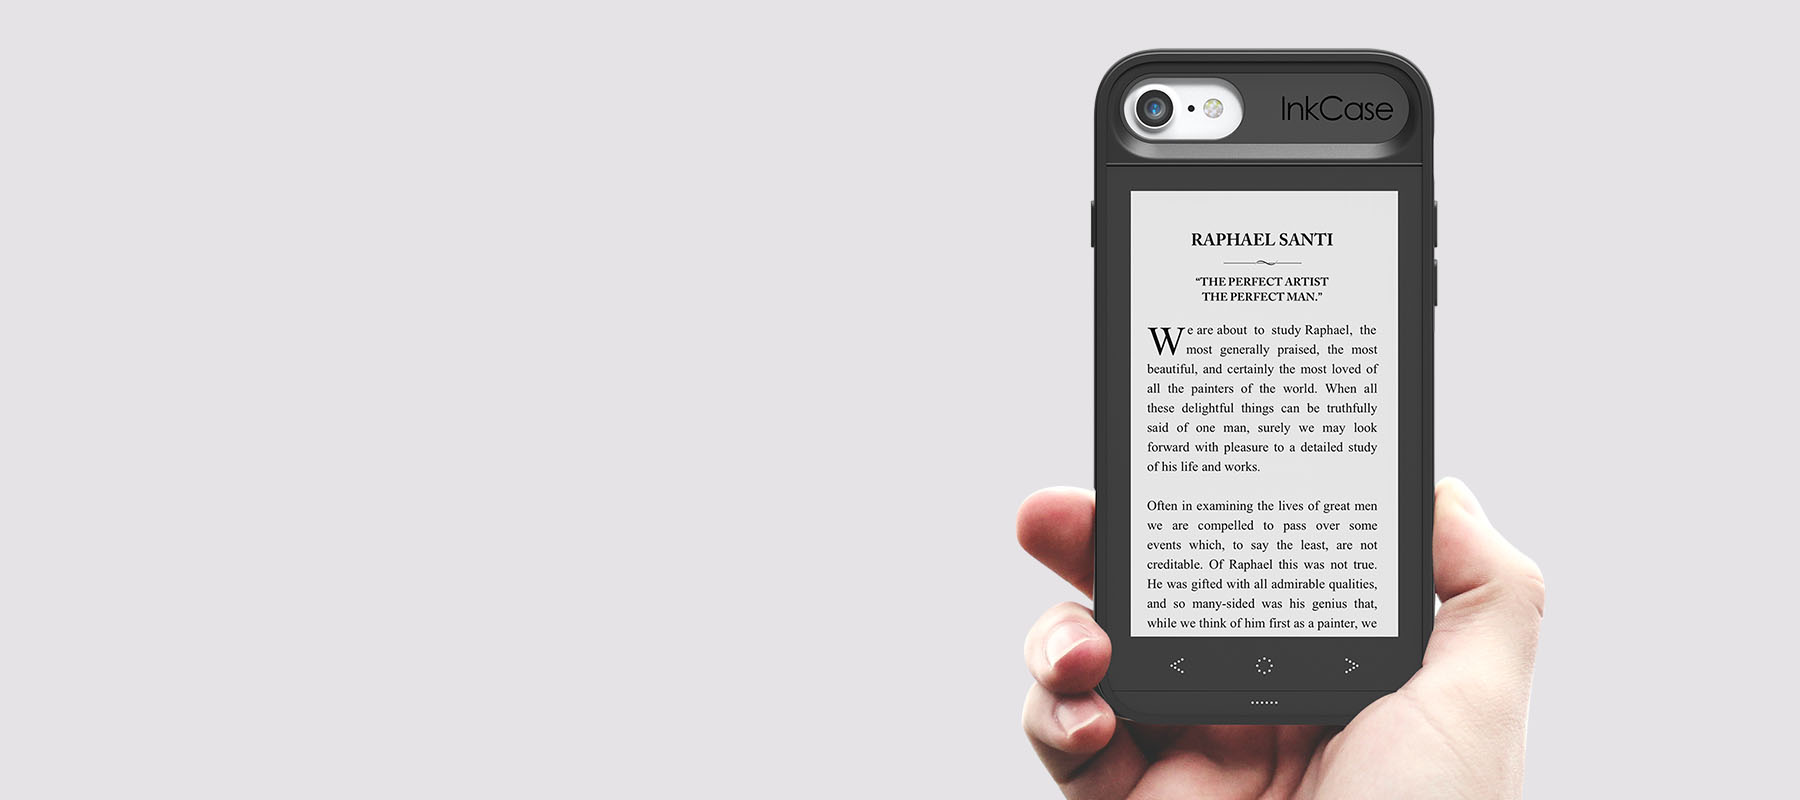 InkCase
RAPHAEL SANTI
“THE PERFECT ARTIST
THE PERFECT MAN.”
We are about to study Raphael, the
most generally praised, the most
beautiful, and certainly the most loved of
all the painters of the world. When all
these delightful things can be truthfully
said of one man, surely we may look
forward with pleasure to a detailed study
of his life and works.
Often in examining the lives of great men
we are compelled to pass over some
events which, to say the least, are not
creditable. Of Raphael this was not true.
He was gifted with all admirable qualities,
and so many-sided was his genius that,
while we think of him first as a painter, we